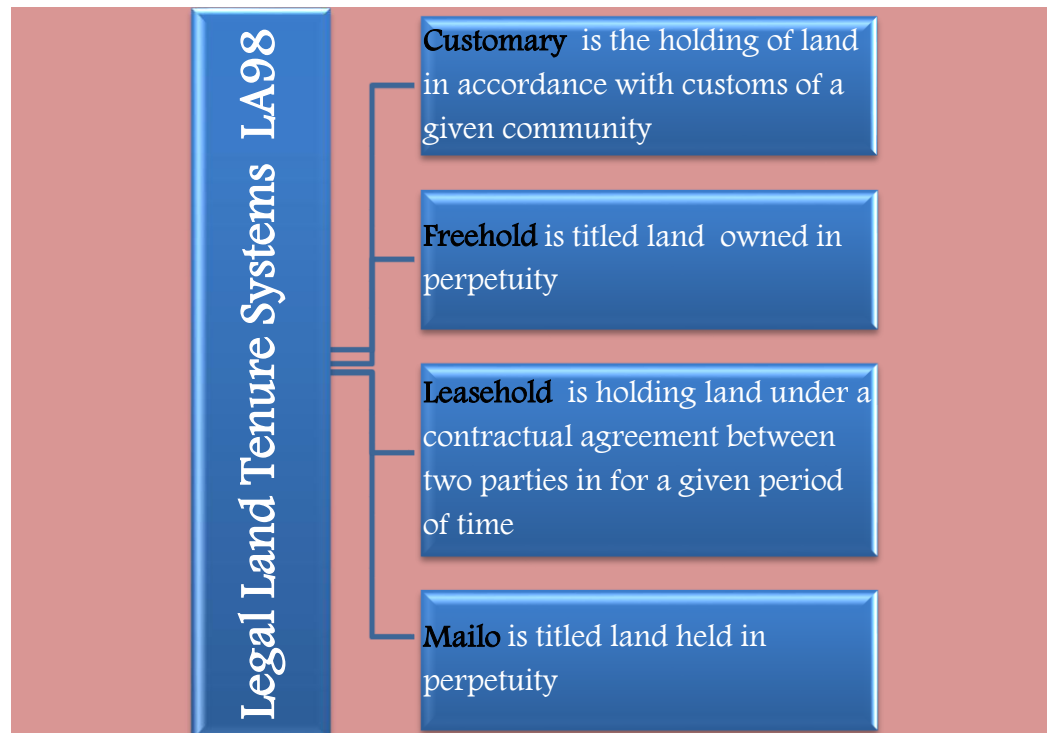 Legal Land Tenure Systems LA98
Customary is the holding of land
in accordance with customs of a
given community
Freehold is titled land owned in
perpetuity
Leasehold is holding land under a
contractual agreement between
two parties in for a given period
of time
Mailo is titled land held in
perpetuity